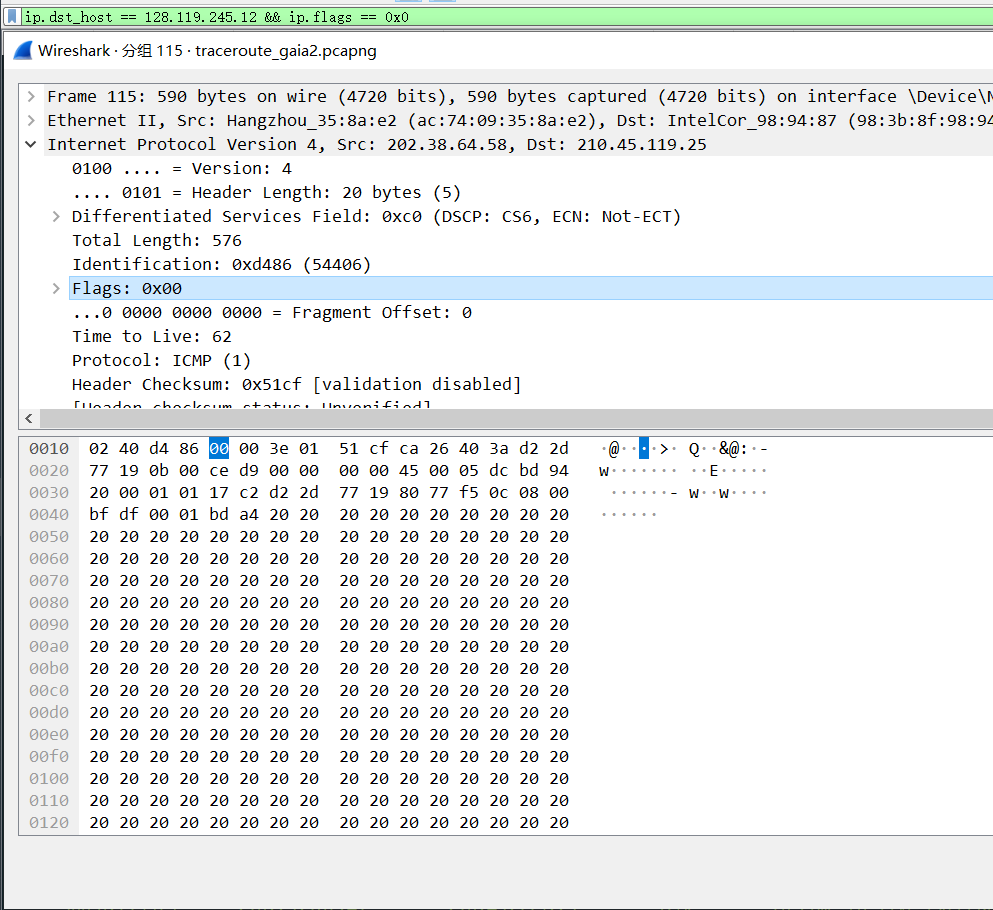 ip.dst_host == 128.119.245.12 && ip.flags == 0x0
Wireshark · 分组 115 · traceroute_gaia2.pcapng
Frame 115: 590 bytes on wire (4720 bits), 590 bytes captured (4720 bits) on interface \Device\N
Ethernet II, Src: Hangzhou_35:8a:e2 (ac:74:09:35:8a:e2), Dst: IntelCor_98:94:87 (98:3b:8f:98:94
Internet Protocol Version 4, Src: 202.38.64.58, Dst: 210.45.119.25
0100 .... = Version: 4
.... 0101 = Header Length: 20 bytes (5)
Differentiated Services Field: 0xc0 (DSCP: CS6, ECN: Not-ECT)
Total Length: 576
Identification: 0xd486 (54406)
Flags: 0x00
...0 0000 0000 0000 = Fragment Offset: 0
Time to Live: 62
Protocol: ICMP (1)
Header Checksum: 0x51cf [validation disabled]
[Header checksum status: Unverified]
0010 02 40 d4 86 00 00 3e 01 51 cf ca 26 40 3a d2 2d ·@····>· Q··&@:·-
0020 77 19 0b 00 ce d9 00 00 00 00 45 00 05 dc bd 94 w······· ··E·····
0030 20 00 01 01 17 c2 d2 2d 77 19 80 77 f5 0c 08 00 ······- w··w····
0040 bf df 00 01 bd a4 20 20 20 20 20 20 20 20 20 20 ······
0050 20 20 20 20 20 20 20 20 20 20 20 20 20 20 20 20
0060 20 20 20 20 20 20 20 20 20 20 20 20 20 20 20 20
0070 20 20 20 20 20 20 20 20 20 20 20 20 20 20 20 20
0080 20 20 20 20 20 20 20 20 20 20 20 20 20 20 20 20
0090 20 20 20 20 20 20 20 20 20 20 20 20 20 20 20 20
00a0 20 20 20 20 20 20 20 20 20 20 20 20 20 20 20 20
00b0 20 20 20 20 20 20 20 20 20 20 20 20 20 20 20 20
00c0 20 20 20 20 20 20 20 20 20 20 20 20 20 20 20 20
00d0 20 20 20 20 20 20 20 20 20 20 20 20 20 20 20 20
00e0 20 20 20 20 20 20 20 20 20 20 20 20 20 20 20 20
00f0 20 20 20 20 20 20 20 20 20 20 20 20 20 20 20 20
0100 20 20 20 20 20 20 20 20 20 20 20 20 20 20 20 20
0110 20 20 20 20 20 20 20 20 20 20 20 20 20 20 20 20
0120 20 20 20 20 20 20 20 20 20 20 20 20 20 20 20 20